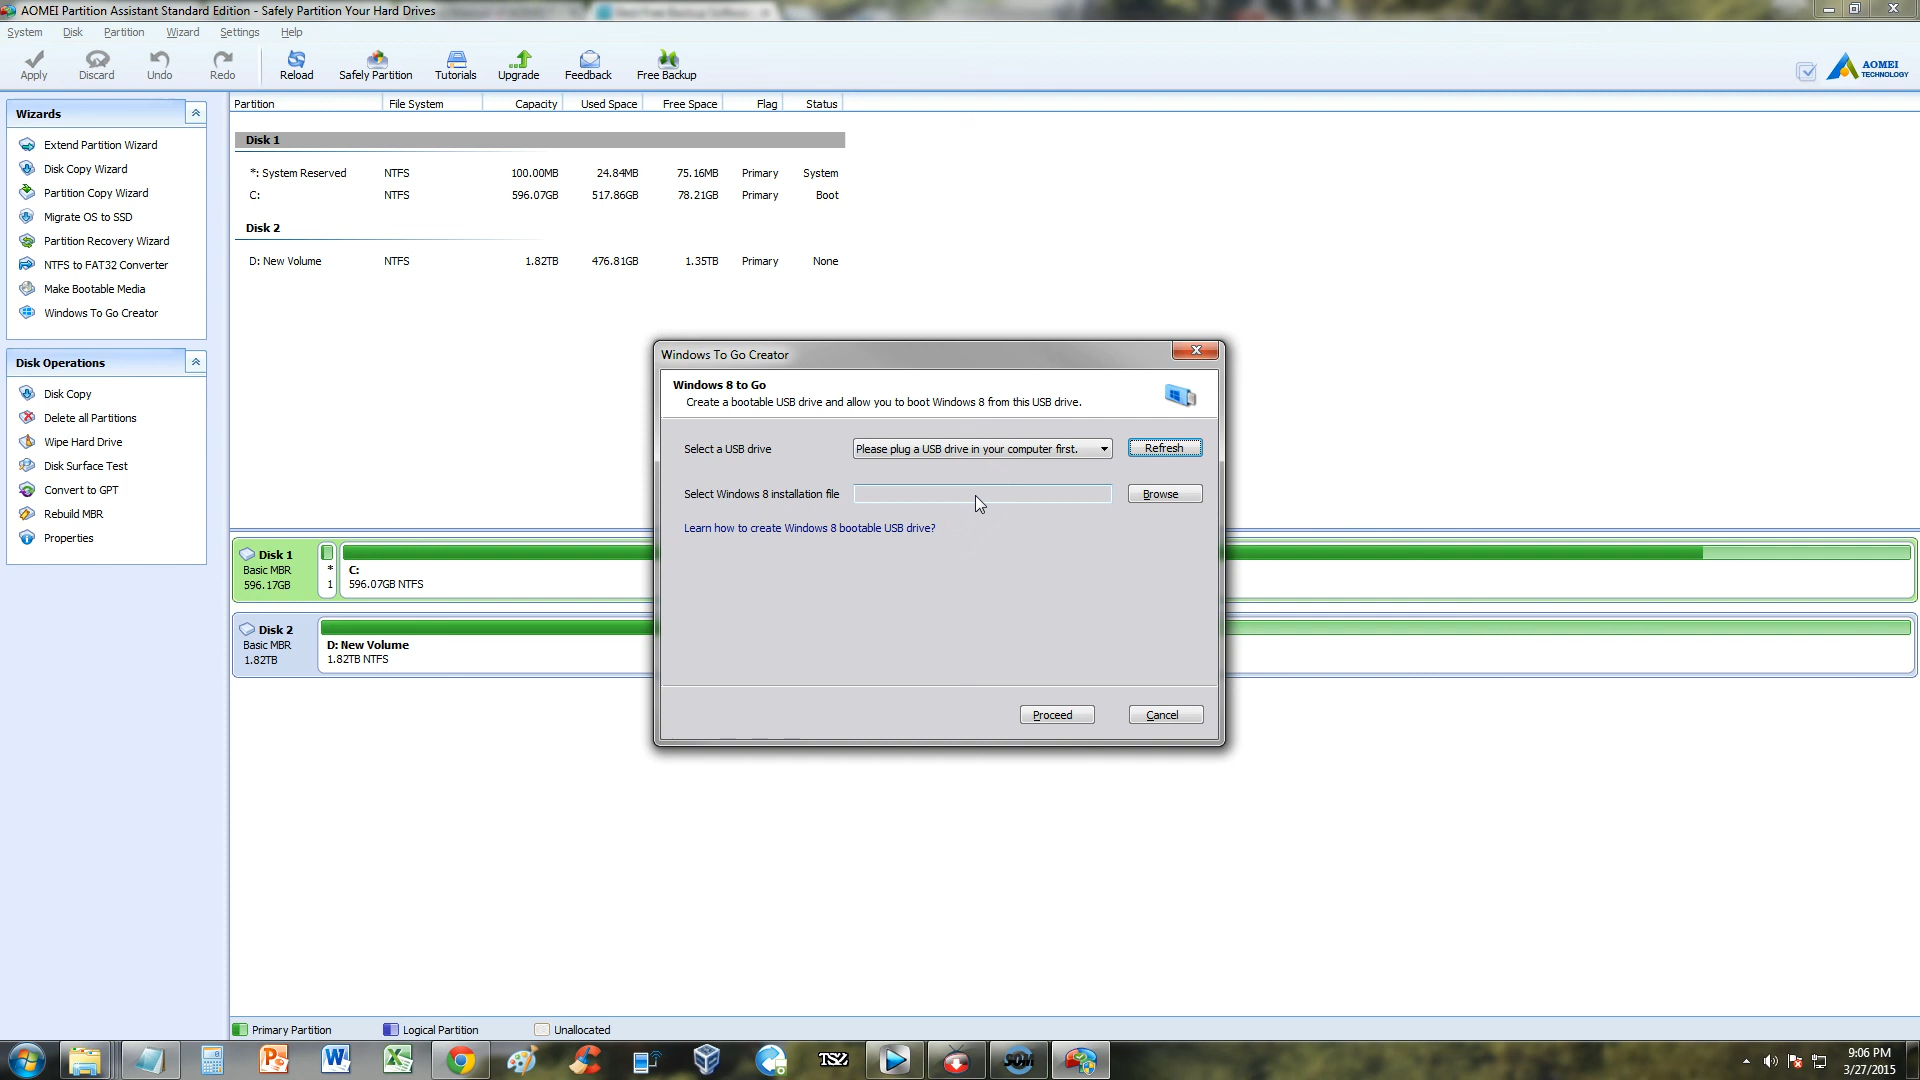 AOMEI Partition Assistant Standard Edition - Safely Partition Your Hard Drives
System Disk Partition Wizard Settings Help
Apply Discard Undo Redo Reload Safely Partition Tutorials Upgrade Feedback Free Backup
AOMEI
TECHNOLOGY
Wizards
Extend Partition Wizard
Disk Copy Wizard
Partition Copy Wizard
Migrate OS to SSD
Partition Recovery Wizard
NTFS to FAT32 Converter
Make Bootable Media
Windows To Go Creator
Disk Operations
Disk Copy
Delete all Partitions
Wipe Hard Drive
Disk Surface Test
Convert to GPT
Rebuild MBR
Properties
Partition File System Capacity Used Space Free Space Flag Status
Disk 1
*: System Reserved NTFS 100.00MB 24.84MB 75.16MB Primary System
C: NTFS 596.07GB 517.86GB 78.21GB Primary Boot
Disk 2
D: New Volume NTFS 1.82TB 476.81GB 1.35TB Primary None
Windows To Go Creator
Windows 8 to Go
Create a bootable USB drive and allow you to boot Windows 8 from this USB drive.
Select a USB drive Please plug a USB drive in your computer first. Refresh
Select Windows 8 installation file Browse
Learn how to create Windows 8 bootable USB drive?
Proceed Cancel
Disk 1
Basic MBR
596.17GB
*
1
C:
596.07GB NTFS
Disk 2
Basic MBR
1.82TB
D: New Volume
1.82TB NTFS
Primary Partition Logical Partition Unallocated
9:06 PM
3/27/2015